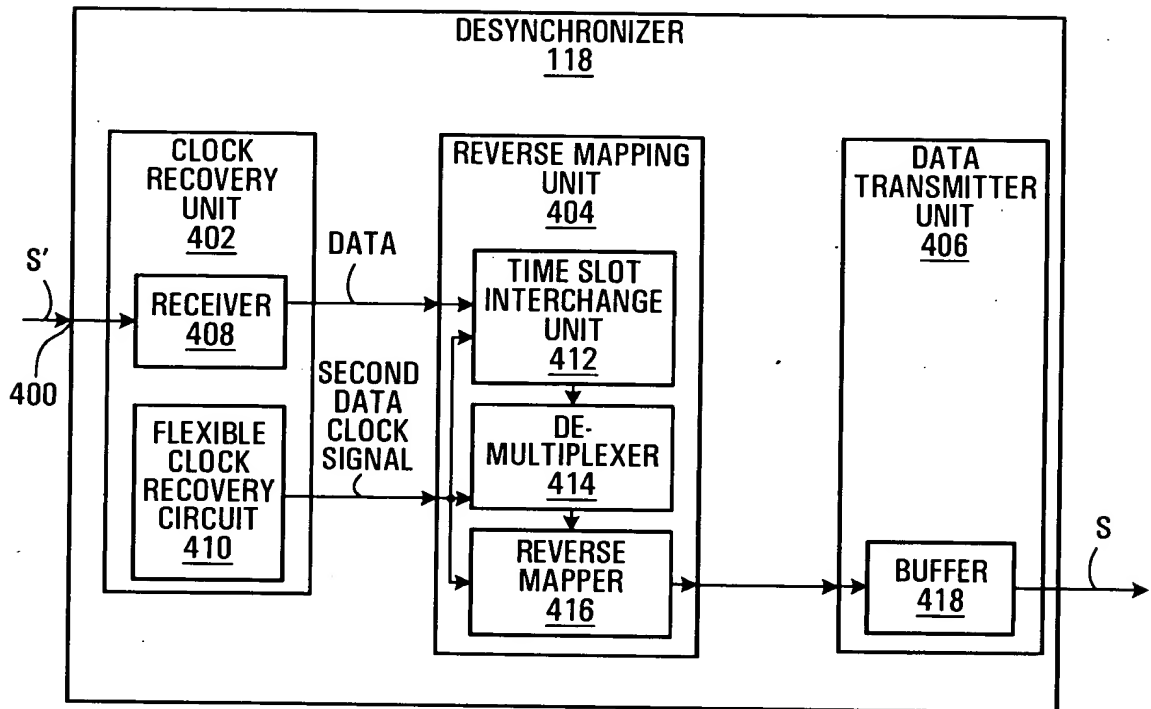 DESYNCHRONIZER
118
CLOCK
RECOVERY
UNIT
402
S'
400
RECEIVER
408
FLEXIBLE
CLOCK
RECOVERY
CIRCUIT
410
DATA
SECOND
DATA
CLOCK
SIGNAL
REVERSE MAPPING
UNIT
404
TIME SLOT
INTERCHANGE
UNIT
412
DE-
MULTIPLEXER
414
REVERSE
MAPPER
416
DATA
TRANSMITTER
UNIT
406
BUFFER
418
S